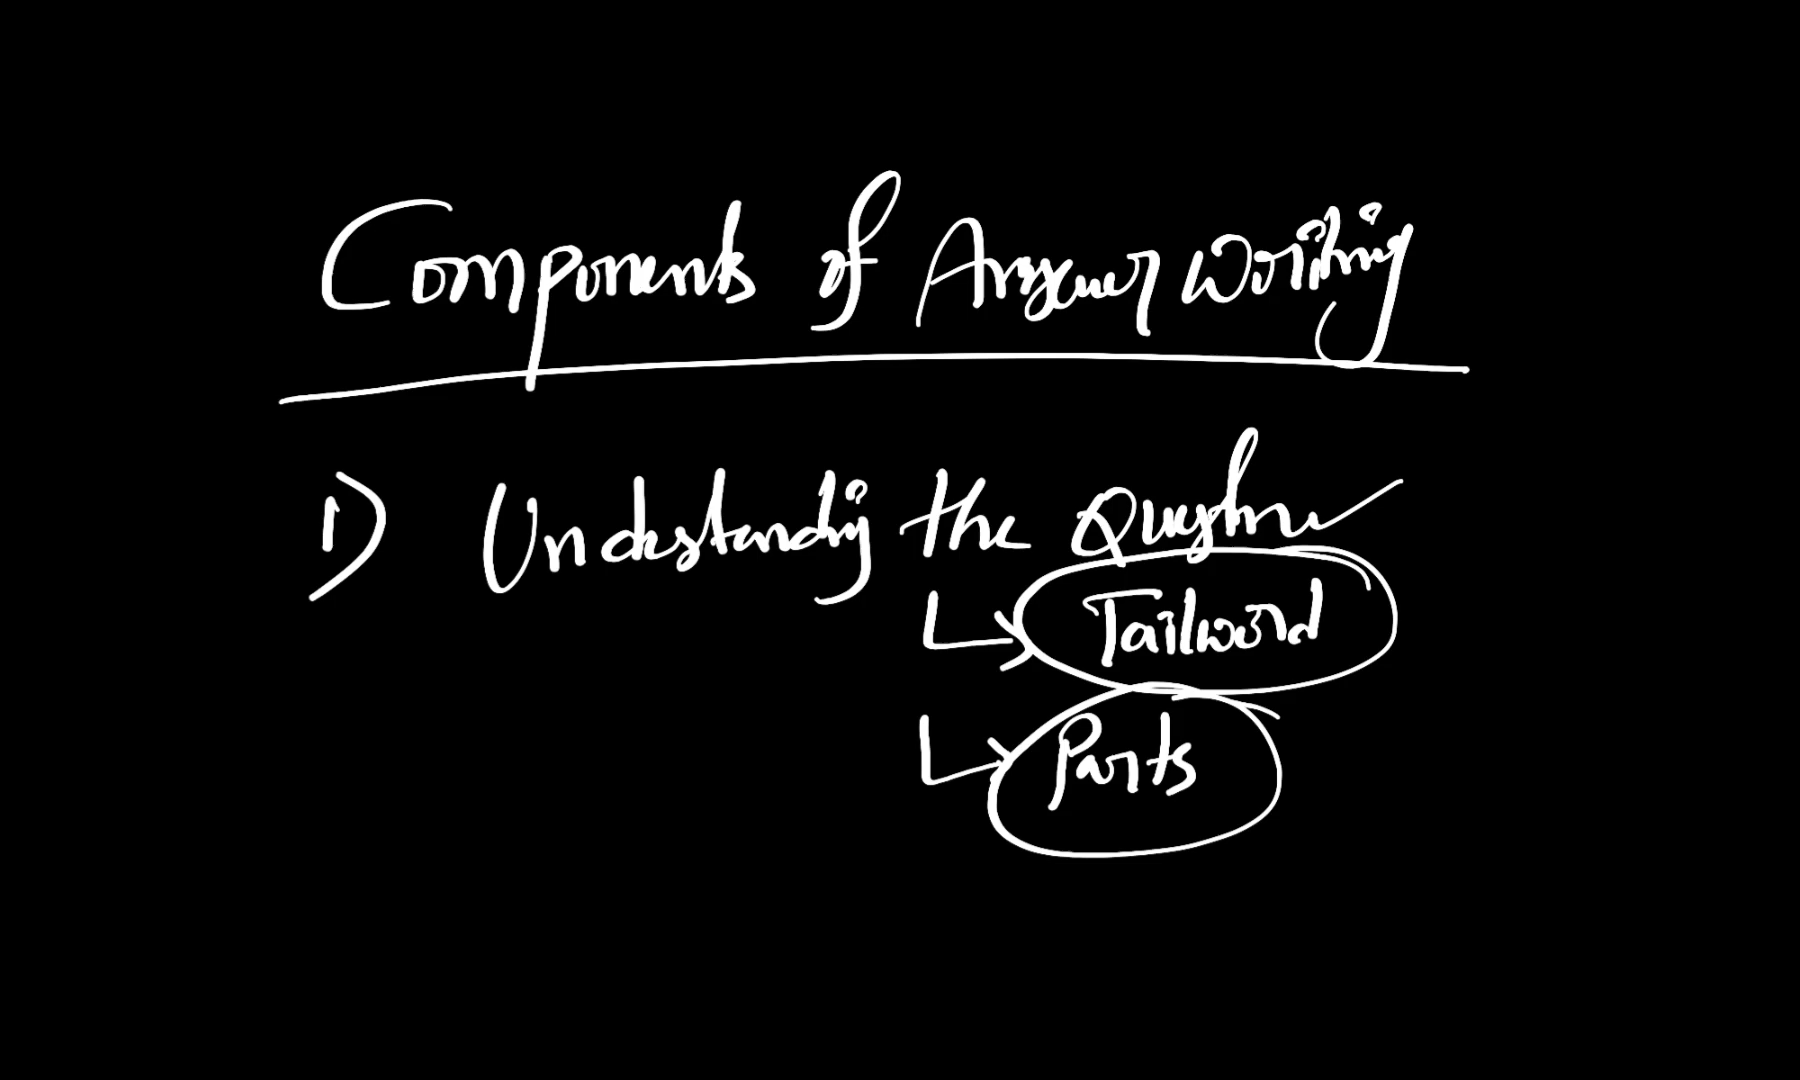 Components of Answer Writing
1) Understanding the Question
Tailword
Parts